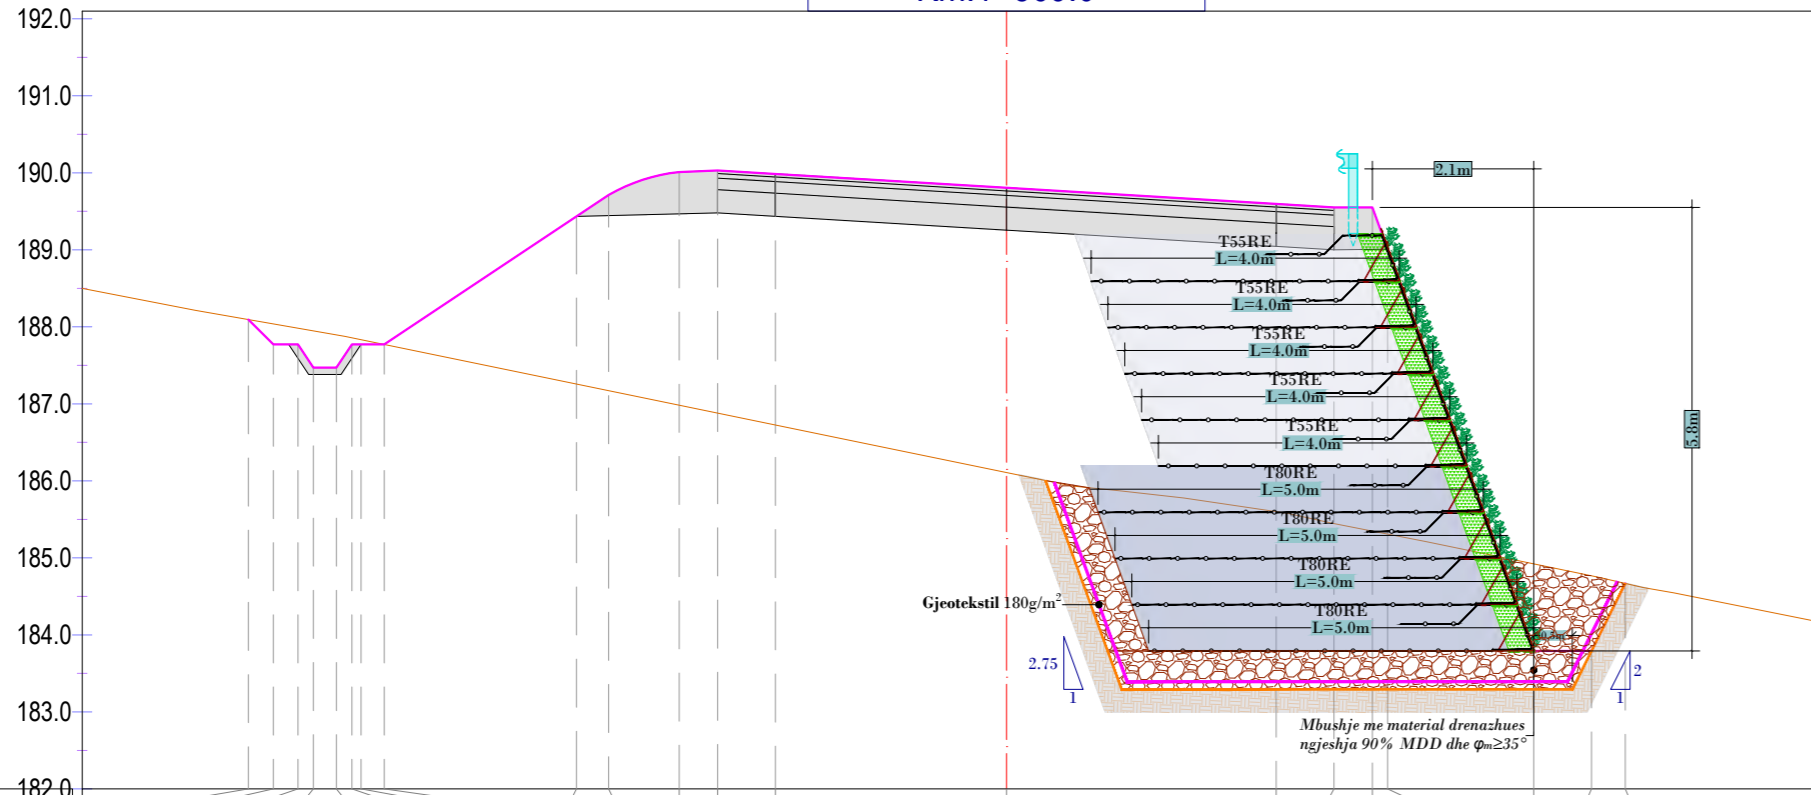 192.0
191.0
190.0
189.0
188.0
187.0
186.0
185.0
184.0
183.0
182.0
2.1m
5.8m
T55RE
L=4.0m
T55RE
L=4.0m
T55RE
L=4.0m
T55RE
L=4.0m
T55RE
L=4.0m
T80RE
L=5.0m
T80RE
L=5.0m
T80RE
L=5.0m
T80RE
L=5.0m
Gjeotekstil 180g/m²
2.75
1
2
1
Mbushje me material drenazhues
ngjeshja 90% MDD dhe φm≥35°